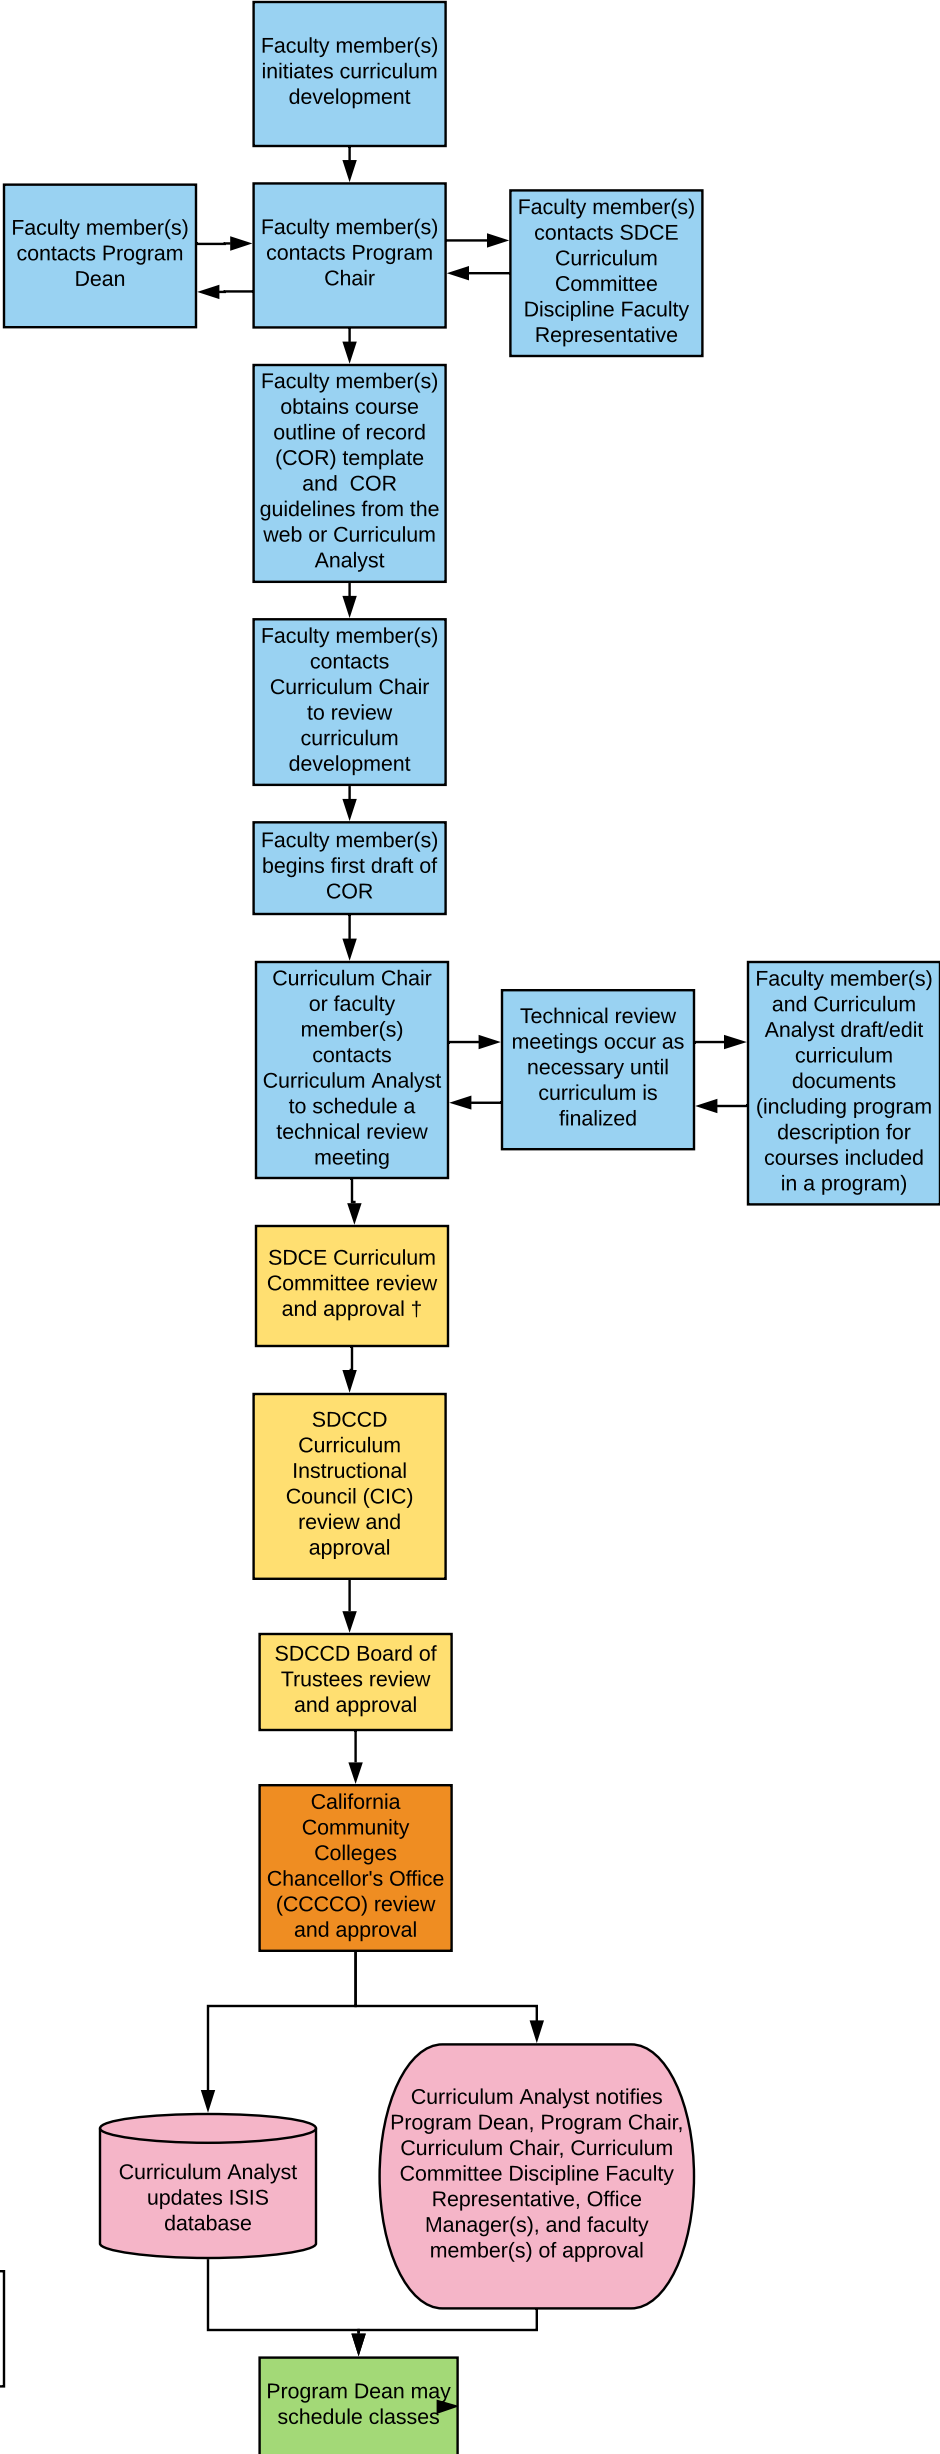 Faculty member(s)
initiates curriculum
development
Faculty member(s)
contacts Program
Dean
Faculty member(s)
contacts Program
Chair
Faculty member(s)
contacts SDCE
Curriculum
Committee
Discipline Faculty
Representative
Faculty member(s)
obtains course
outline of record
(COR) template
and  COR
guidelines from the
web or Curriculum
Analyst
Faculty member(s)
contacts
Curriculum Chair
to review
curriculum
development
Faculty member(s)
begins first draft of
COR
Curriculum Chair
or faculty
member(s)
contacts
Curriculum Analyst
to schedule a
technical review
meeting
Technical review
meetings occur as
necessary until
curriculum is
finalized
Faculty member(s)
and Curriculum
Analyst draft/edit
curriculum
documents
(including program
description for
courses included
in a program)
SDCE Curriculum
Committee review
and approval †
SDCCD
Curriculum
Instructional
Council (CIC)
review and
approval
SDCCD Board of
Trustees review
and approval
California
Community
Colleges
Chancellor's Office
(CCCCO) review
and approval
Curriculum Analyst
updates ISIS
database
Curriculum Analyst notifies
Program Dean, Program Chair,
Curriculum Chair, Curriculum
Committee Discipline Faculty
Representative, Office
Manager(s), and faculty
member(s) of approval
Program Dean may
schedule classes